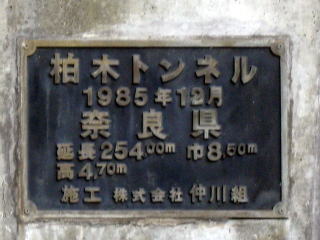 柏木トンネル
1985年12月
奈良県
延長254.00m 巾8.50m
高4.70m
施工 株式会社 仲川組